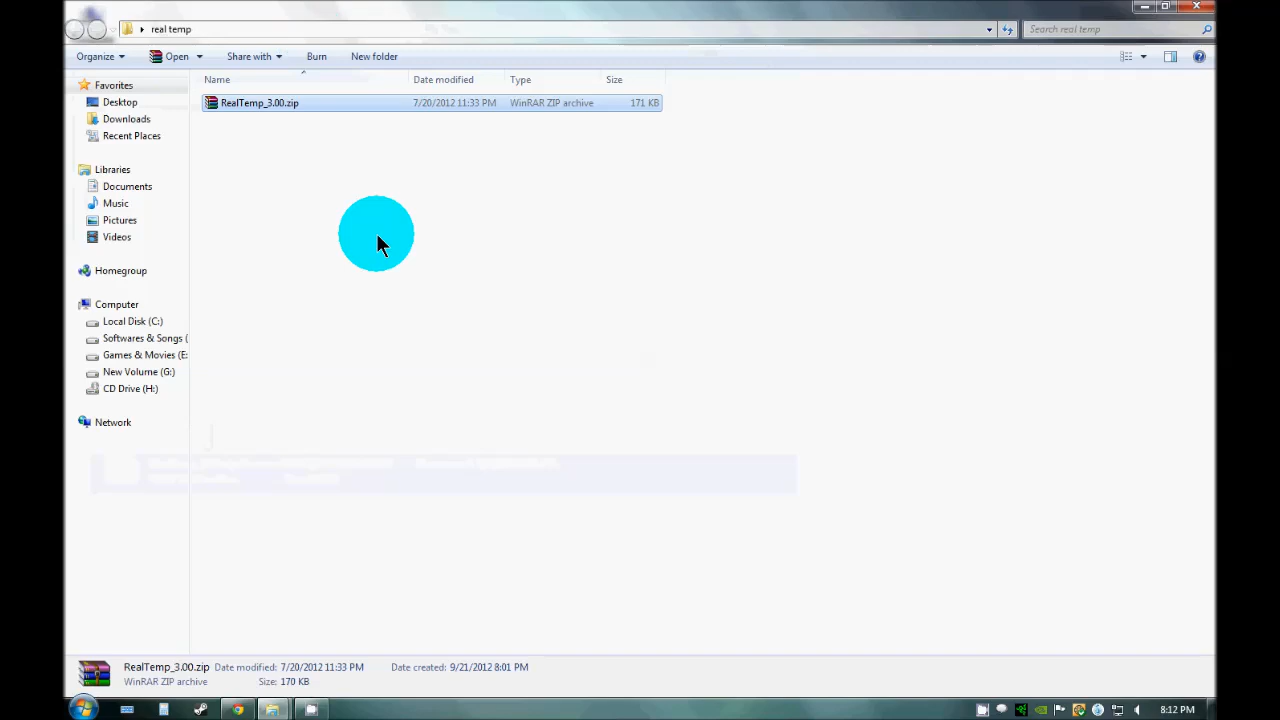 real temp
Search real temp
Organize
Open
Share with
Burn
New folder
Name
Date modified
Type
Size
Favorites
Desktop
Downloads
Recent Places
Libraries
Documents
Music
Pictures
Videos
Homegroup
Computer
Local Disk (C:)
Softwares & Songs (
Games & Movies (E:
New Volume (G:)
CD Drive (H:)
Network
RealTemp_3.00.zip 7/20/2012 11:33 PM WinRAR ZIP archive 171 KB
RealTemp_3.00.zip Date modified: 7/20/2012 11:33 PM Date created: 9/21/2012 8:01 PM
WinRAR ZIP archive Size: 170 KB
8:12 PM